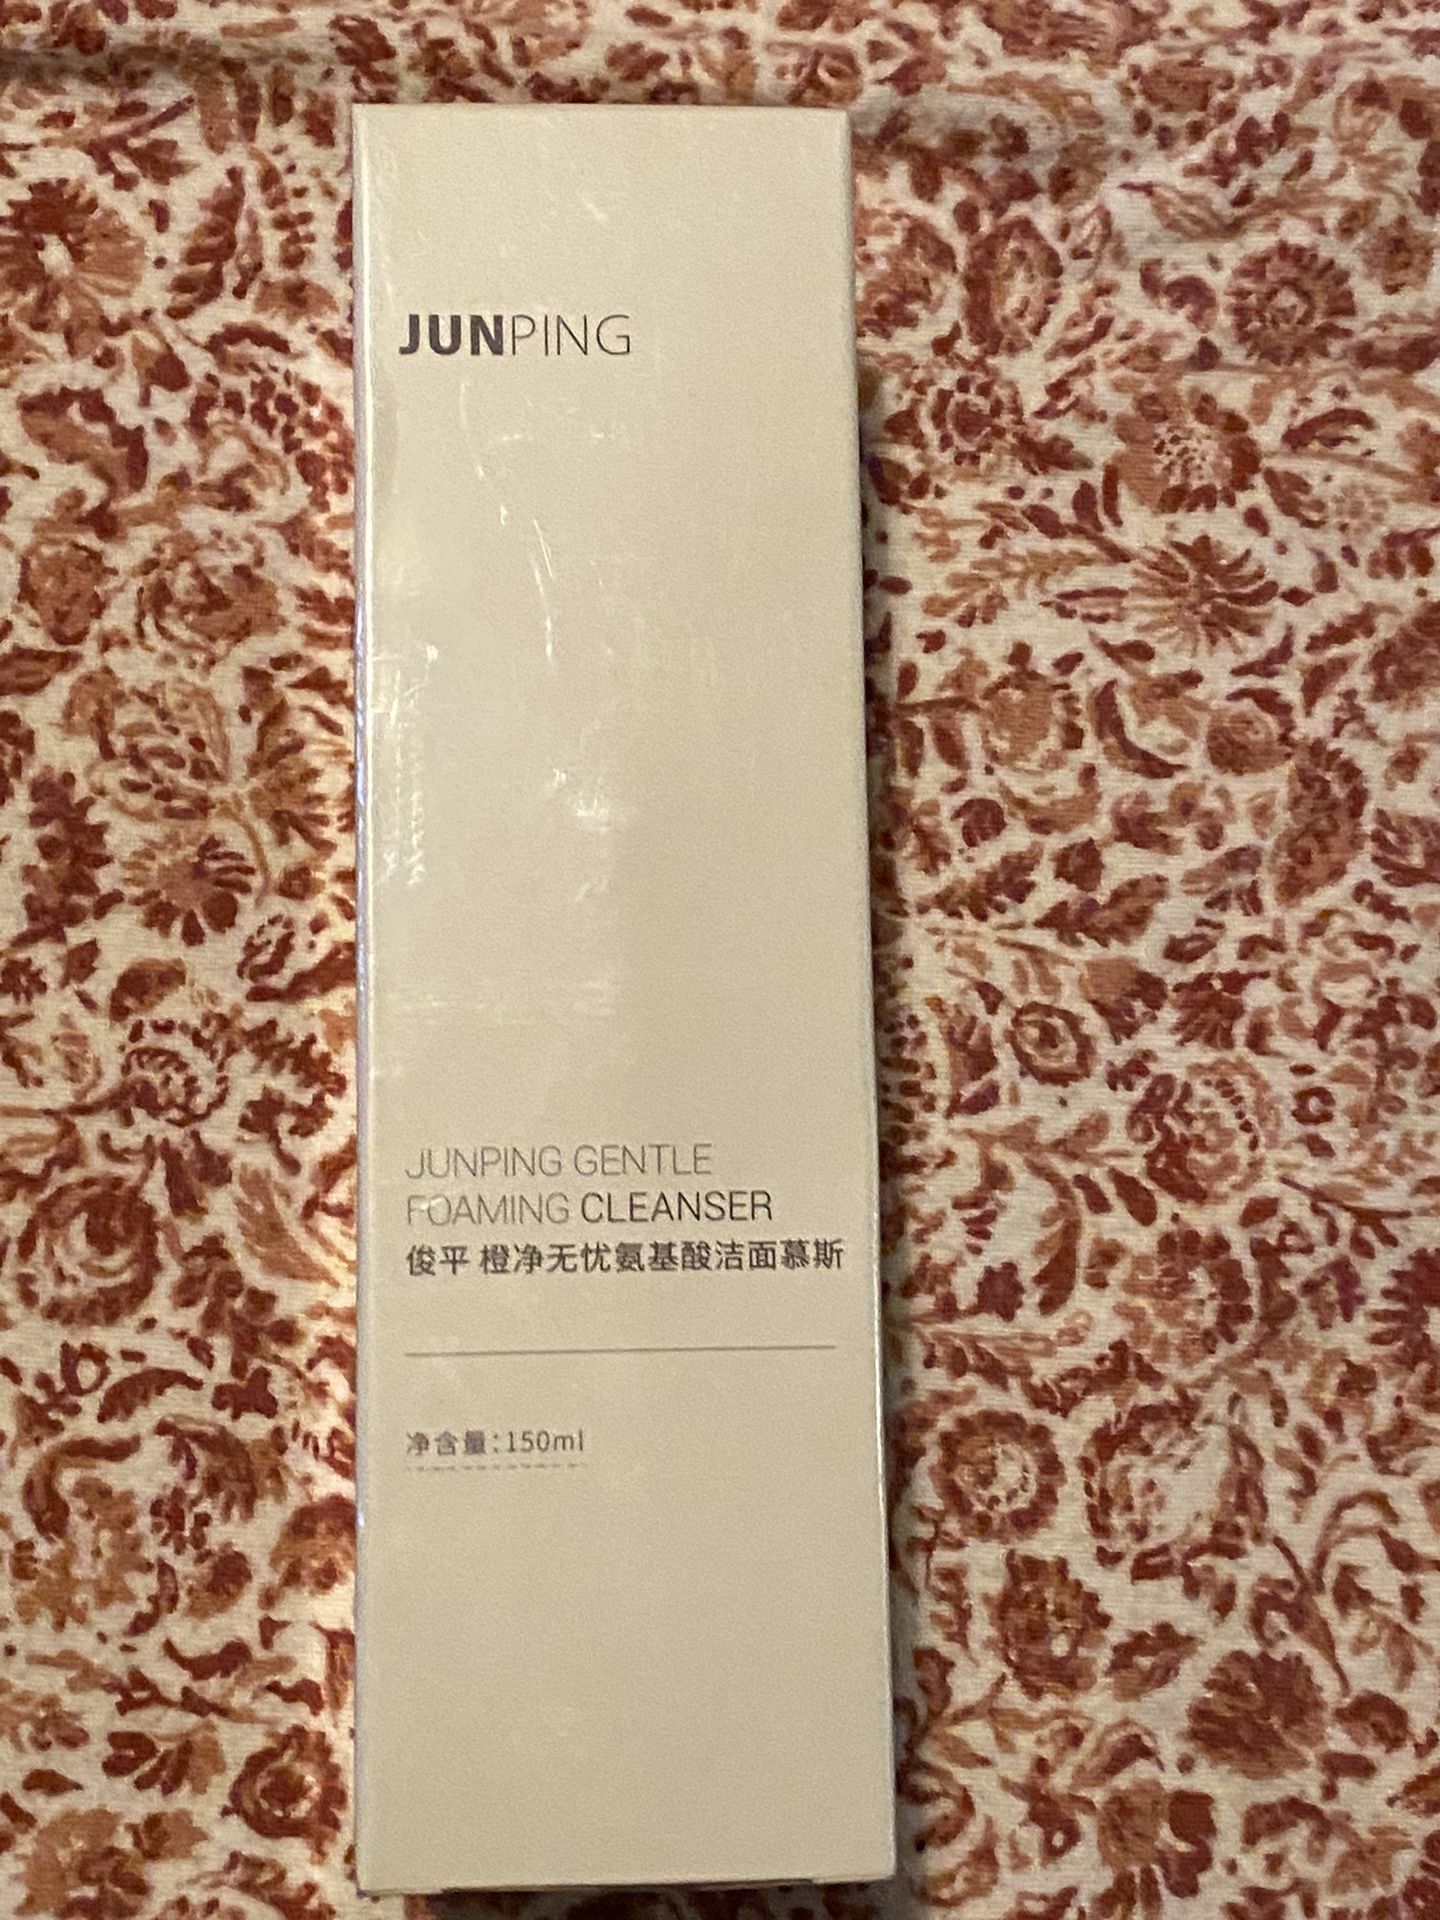 JUNPING
JUNPING GENTLE
FOAMING CLEANSER
俊平 橙净无忧氨基酸洁面慕斯
净含量:150ml